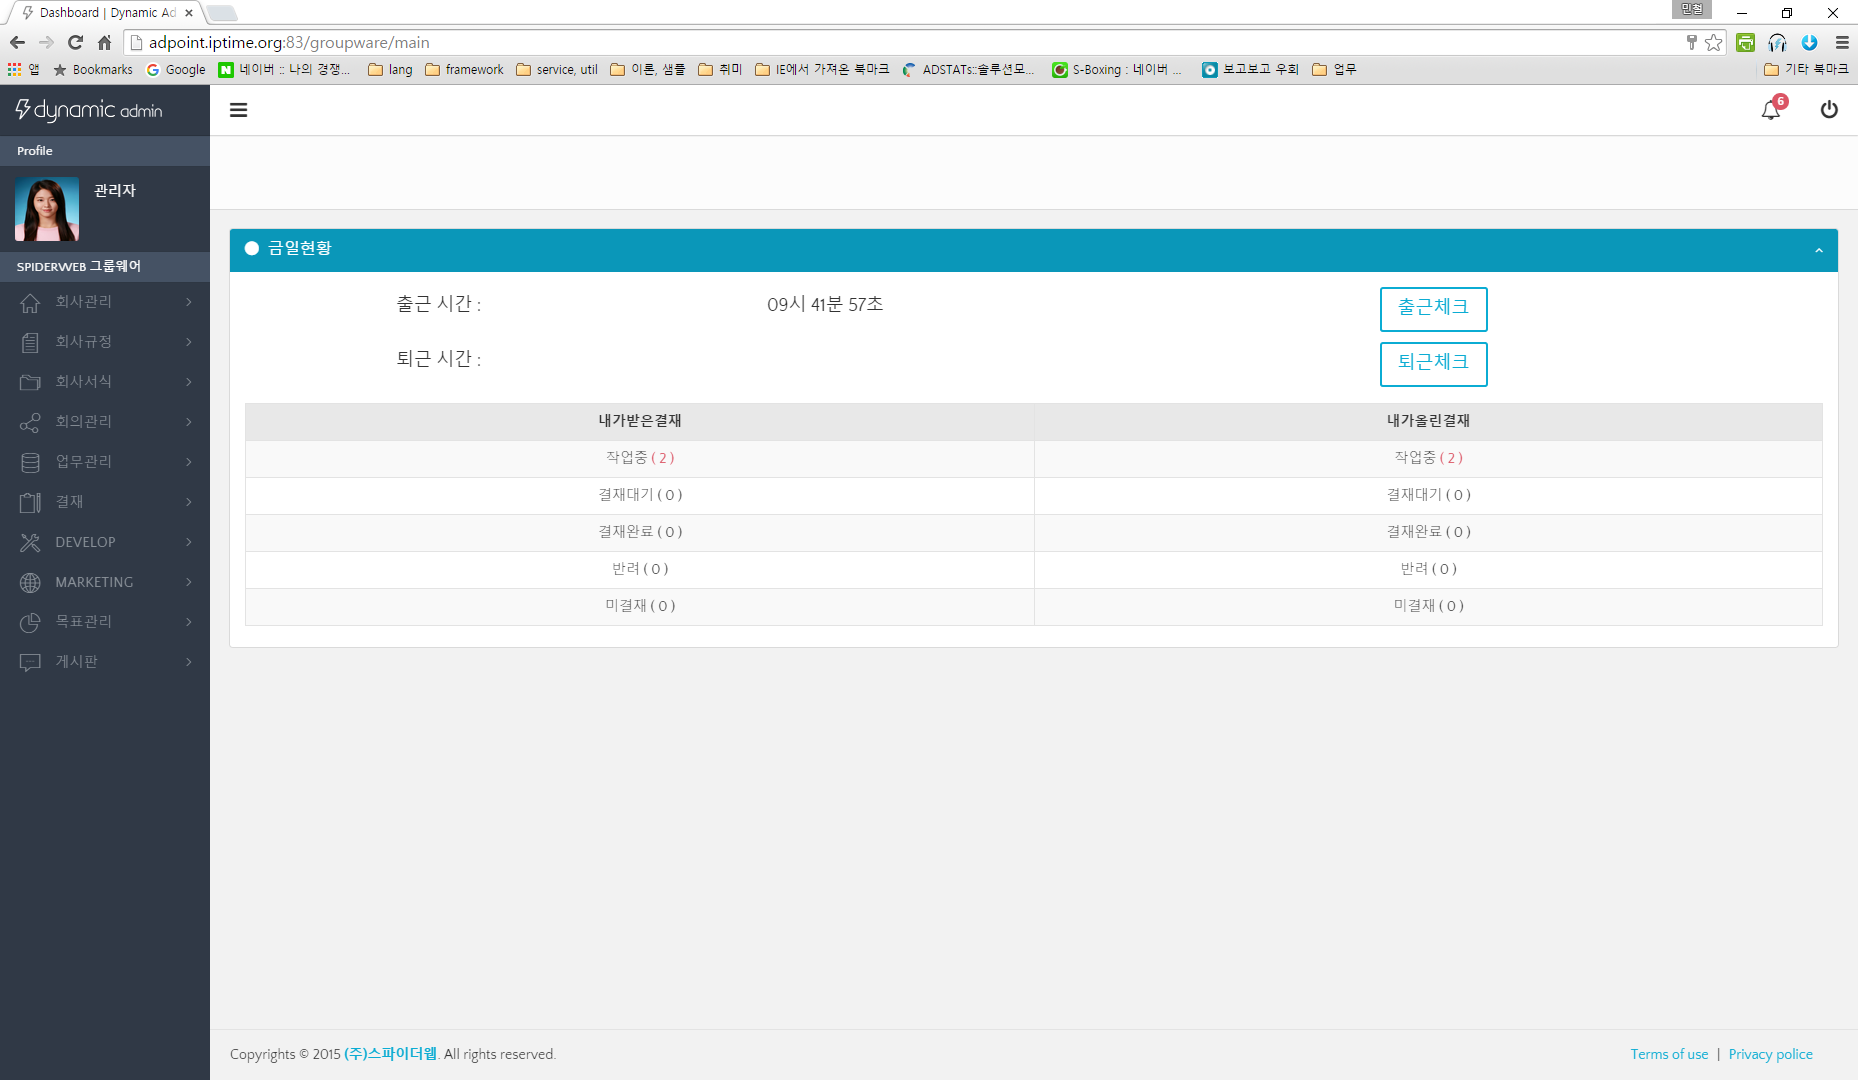 Dashboard | Dynamic Ad
민철
adpoint.iptime.org:83/groupware/main
앱 Bookmarks Google 네이버 :: 나의 경쟁... lang framework service, util 이론, 샘플 취미 IE에서 가져온 북마크 ADSTATs::솔루션모... S-Boxing : 네이버 ... 보고보고 우회 업무 기타 북마크
dynamic admin
6
Profile
관리자
SPIDERWEB 그룹웨어
회사관리
회사규정
회사서식
회의관리
업무관리
결재
DEVELOP
MARKETING
목표관리
게시판
금일현황
출근 시간 : 09시 41분 57초 출근체크
퇴근 시간 : 퇴근체크
내가받은결재 내가올린결재
작업중 ( 2 ) 작업중 ( 2 )
결재대기 ( 0 ) 결재대기 ( 0 )
결재완료 ( 0 ) 결재완료 ( 0 )
반려 ( 0 ) 반려 ( 0 )
미결재 ( 0 ) 미결재 ( 0 )
Copyrights © 2015 (주)스파이더웹. All rights reserved. Terms of use | Privacy police